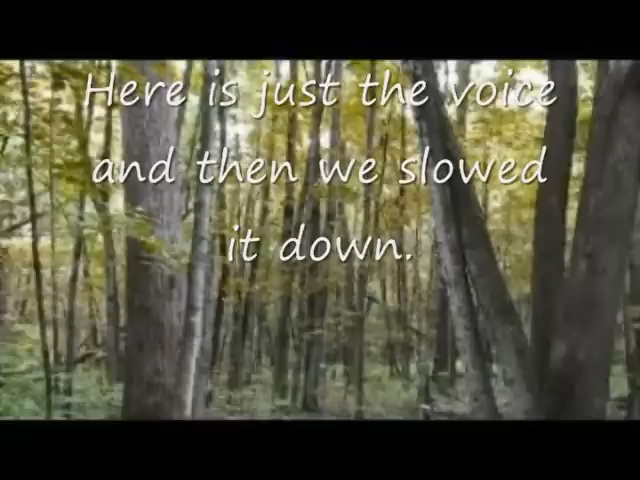 Here is just the voice
and then we slowed
it down.